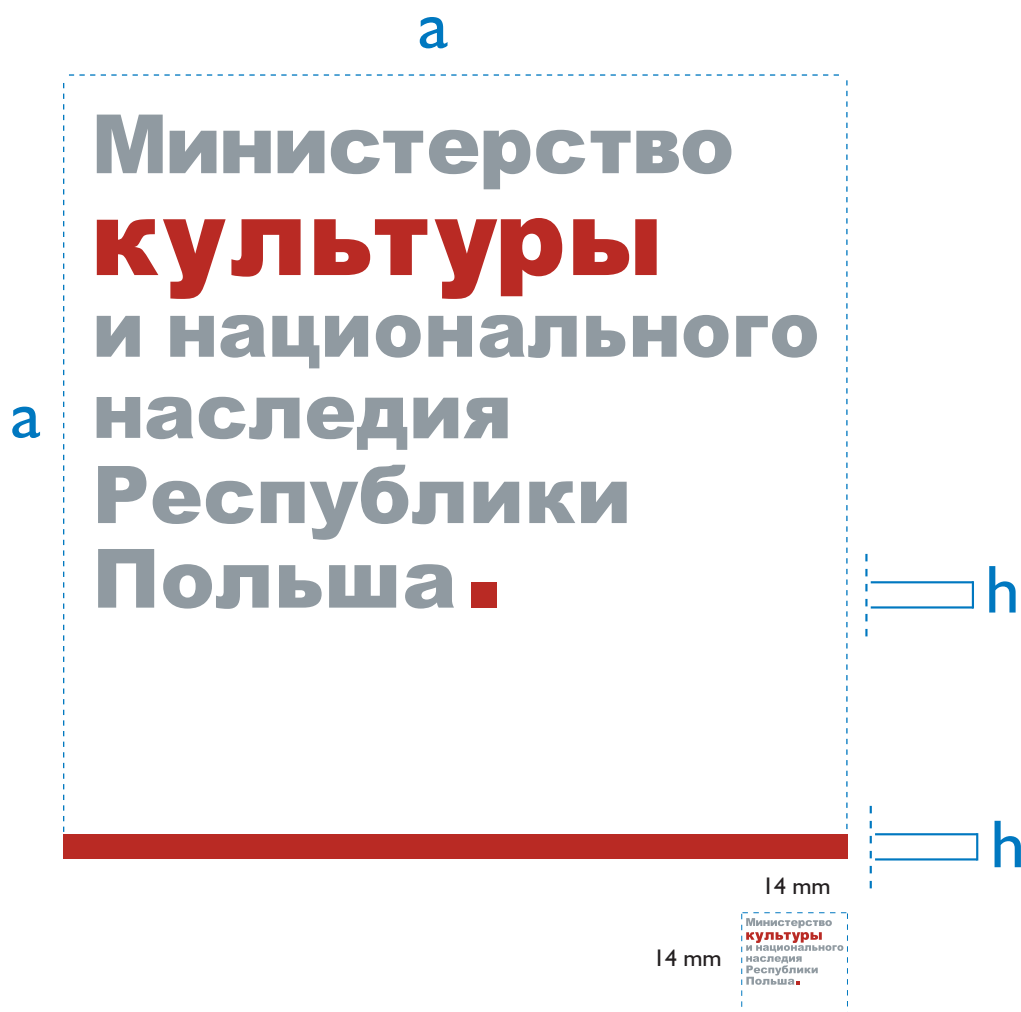 a
Министерство
культуры
и национального
a
наследия
Республики
Польша.
h
h
14 mm
14 mm
Министерство
культуры
и национального
наследия
Республики
Польша.